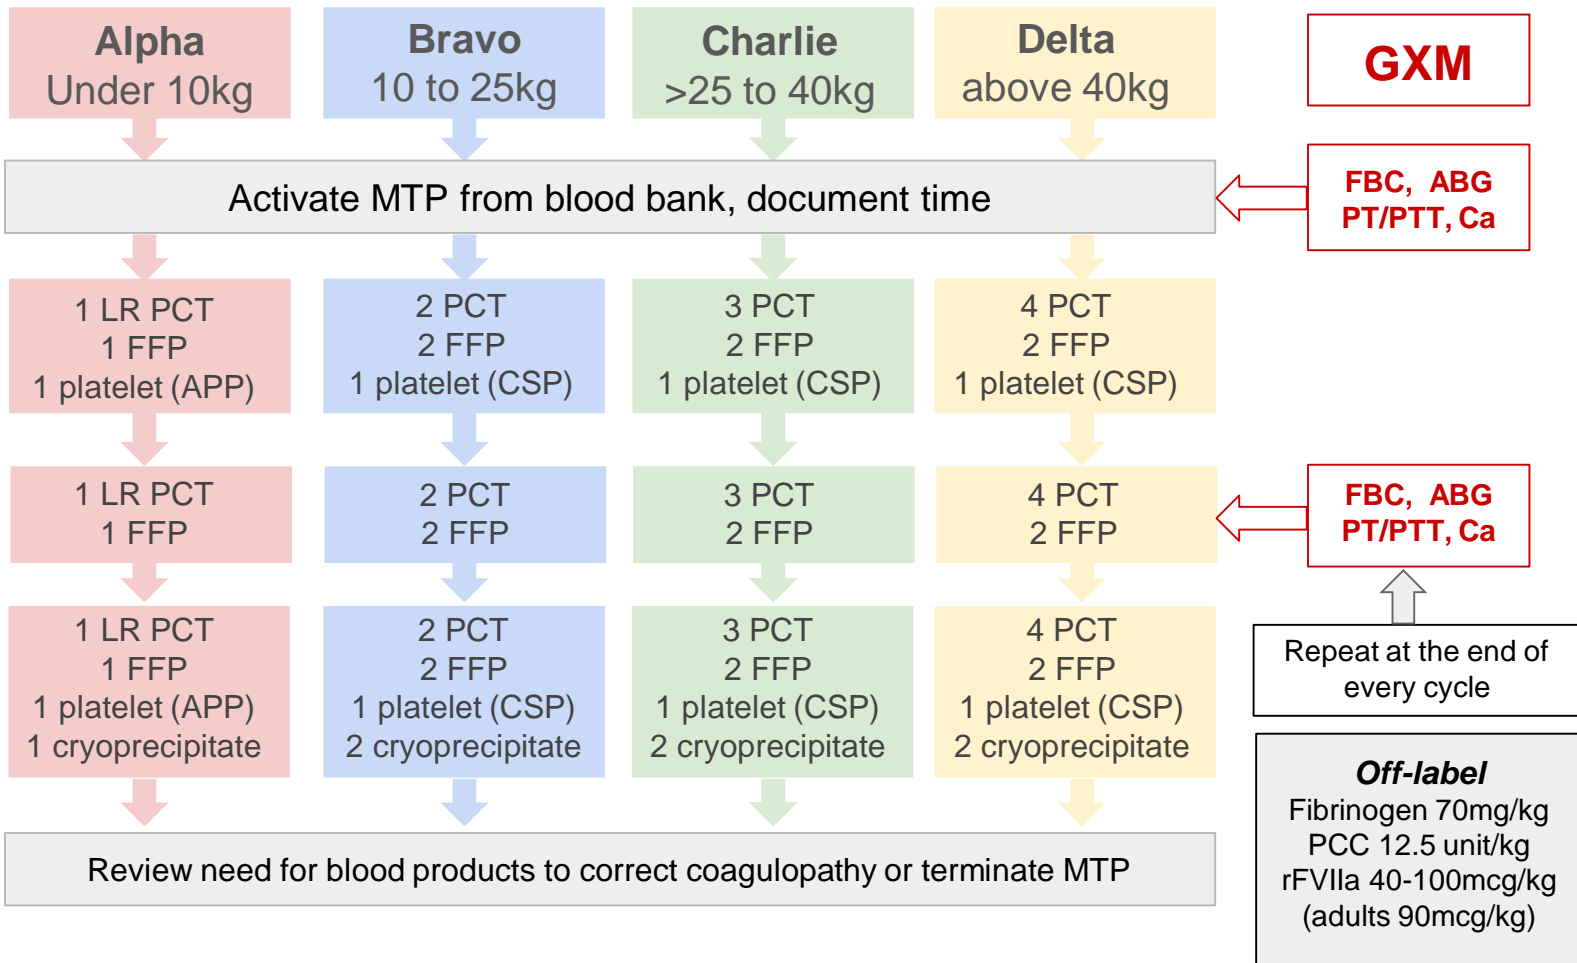 Alpha
Under 10kg
Bravo
10 to 25kg
Charlie
>25 to 40kg
Delta
above 40kg
GXM
Activate MTP from blood bank, document time
FBC, ABG
PT/PTT, Ca
1 LR PCT
1 FFP
1 platelet (APP)
2 PCT
2 FFP
1 platelet (CSP)
3 PCT
2 FFP
1 platelet (CSP)
4 PCT
2 FFP
1 platelet (CSP)
1 LR PCT
1 FFP
2 PCT
2 FFP
3 PCT
2 FFP
4 PCT
2 FFP
FBC, ABG
PT/PTT, Ca
1 LR PCT
1 FFP
1 platelet (APP)
1 cryoprecipitate
2 PCT
2 FFP
1 platelet (CSP)
2 cryoprecipitate
3 PCT
2 FFP
1 platelet (CSP)
2 cryoprecipitate
4 PCT
2 FFP
1 platelet (CSP)
2 cryoprecipitate
Repeat at the end of
every cycle
Review need for blood products to correct coagulopathy or terminate MTP
Off-label
Fibrinogen 70mg/kg
PCC 12.5 unit/kg
rFVIIa 40-100mcg/kg
(adults 90mcg/kg)